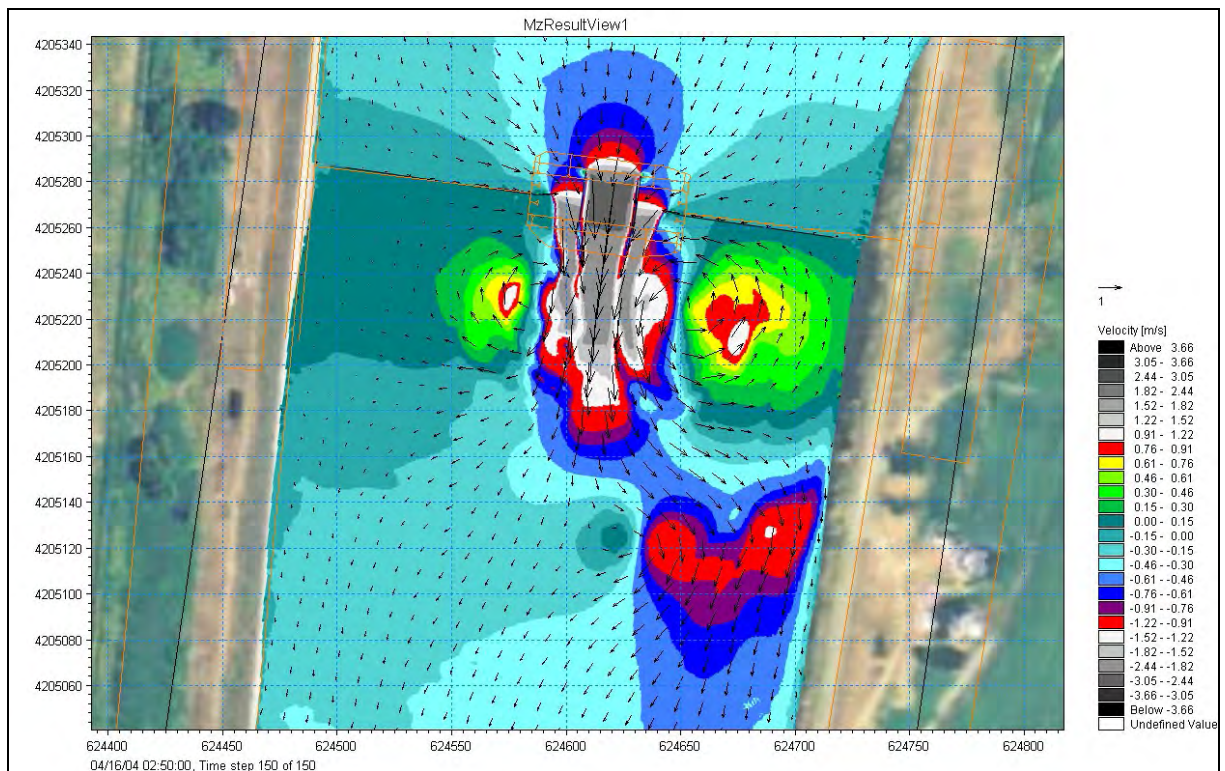 MzResultView1
4205340
4205320
4205300
4205280
4205260
4205240
4205220
4205200
4205180
4205160
4205140
4205120
4205100
4205080
4205060
624400 624450 624500 624550 624600 624650 624700 624750 624800
04/16/04 02:50:00, Time step 150 of 150
1
Velocity [m/s]
Above 3.66
3.05 - 3.66
2.44 - 3.05
1.82 - 2.44
1.52 - 1.82
1.22 - 1.52
0.91 - 1.22
0.76 - 0.91
0.61 - 0.76
0.46 - 0.61
0.30 - 0.46
0.15 - 0.30
0.00 - 0.15
-0.15 - 0.00
-0.30 - -0.15
-0.46 - -0.30
-0.61 - -0.46
-0.76 - -0.61
-0.91 - -0.76
-1.22 - -0.91
-1.52 - -1.22
-1.82 - -1.52
-2.44 - -1.82
-3.05 - -2.44
-3.66 - -3.05
Below -3.66
Undefined Value